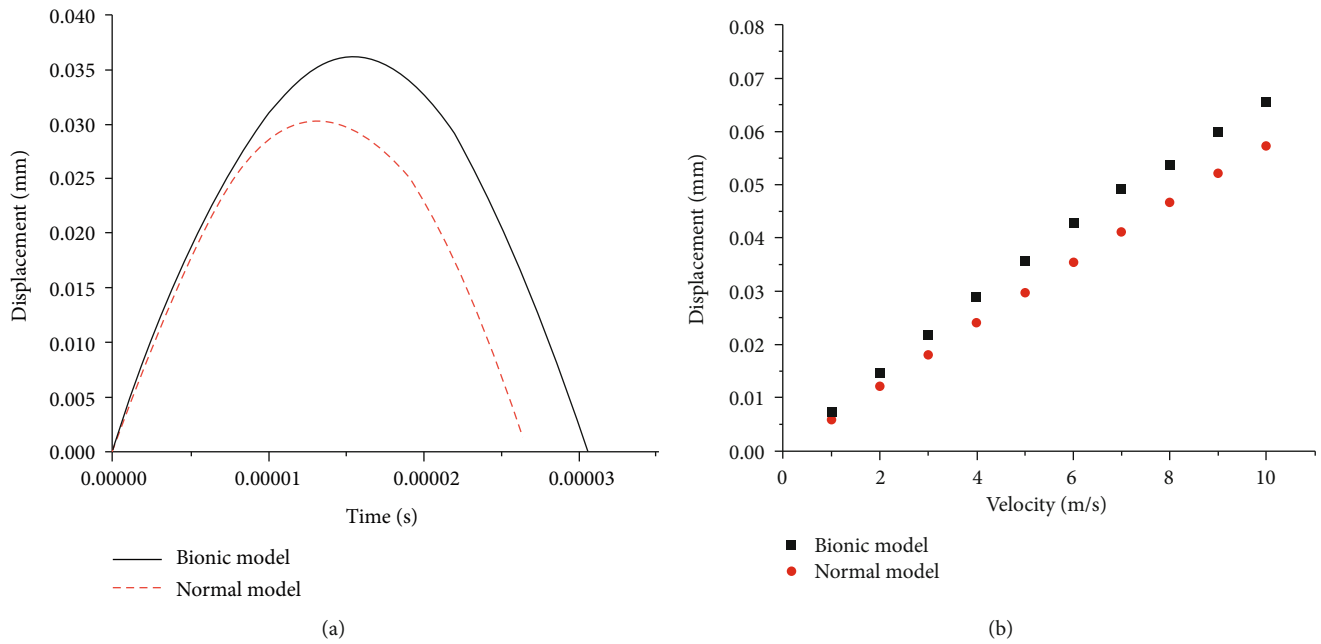 0.040
0.035
0.030
0.025
0.020
0.015
0.010
0.005
0.000
Displacement (mm)
0.00000
0.00001
0.00002
0.00003
Time (s)
Bionic model
Normal model
(a)
0.08
0.07
0.06
0.05
0.04
0.03
0.02
0.01
0.00
Displacement (mm)
0
2
4
6
8
10
Velocity (m/s)
Bionic model
Normal model
(b)